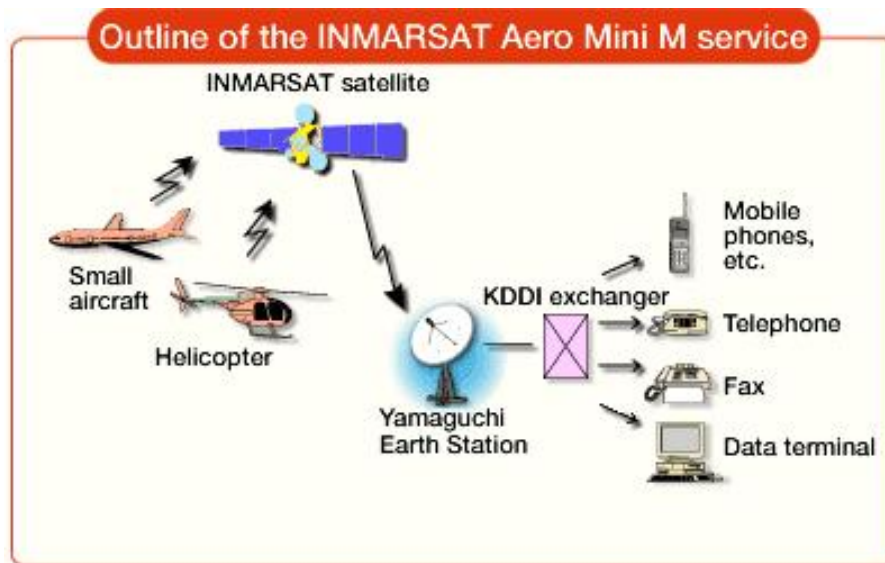 Outline of the INMARSAT Aero Mini M service
INMARSAT satellite
Small
aircraft
Helicopter
Yamaguchi
Earth Station
KDDI exchanger
Mobile
phones,
etc.
Telephone
Fax
Data terminal